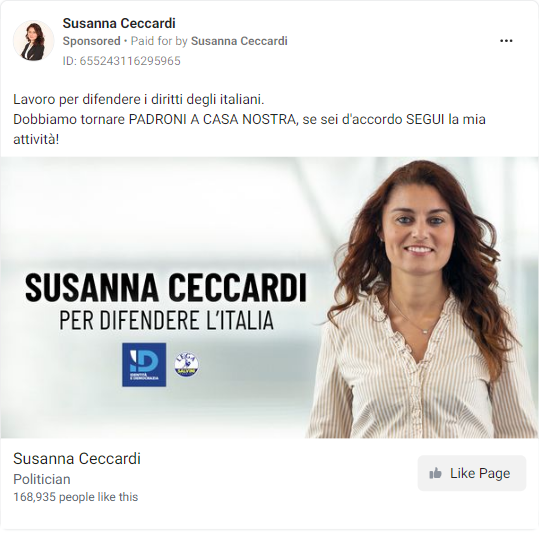 Susanna Ceccardi
Sponsored • Paid for by Susanna Ceccardi
ID: 655243116295965
Lavoro per difendere i diritti degli italiani.
Dobbiamo tornare PADRONI A CASA NOSTRA, se sei d'accordo SEGUI la mia
attività!
SUSANNA CECCARDI
PER DIFENDERE L'ITALIA
ID
IDENTITÀ
E DEMOCRAZIA
LEGA
SALVINI
Susanna Ceccardi
Politician
168,935 people like this
Like Page